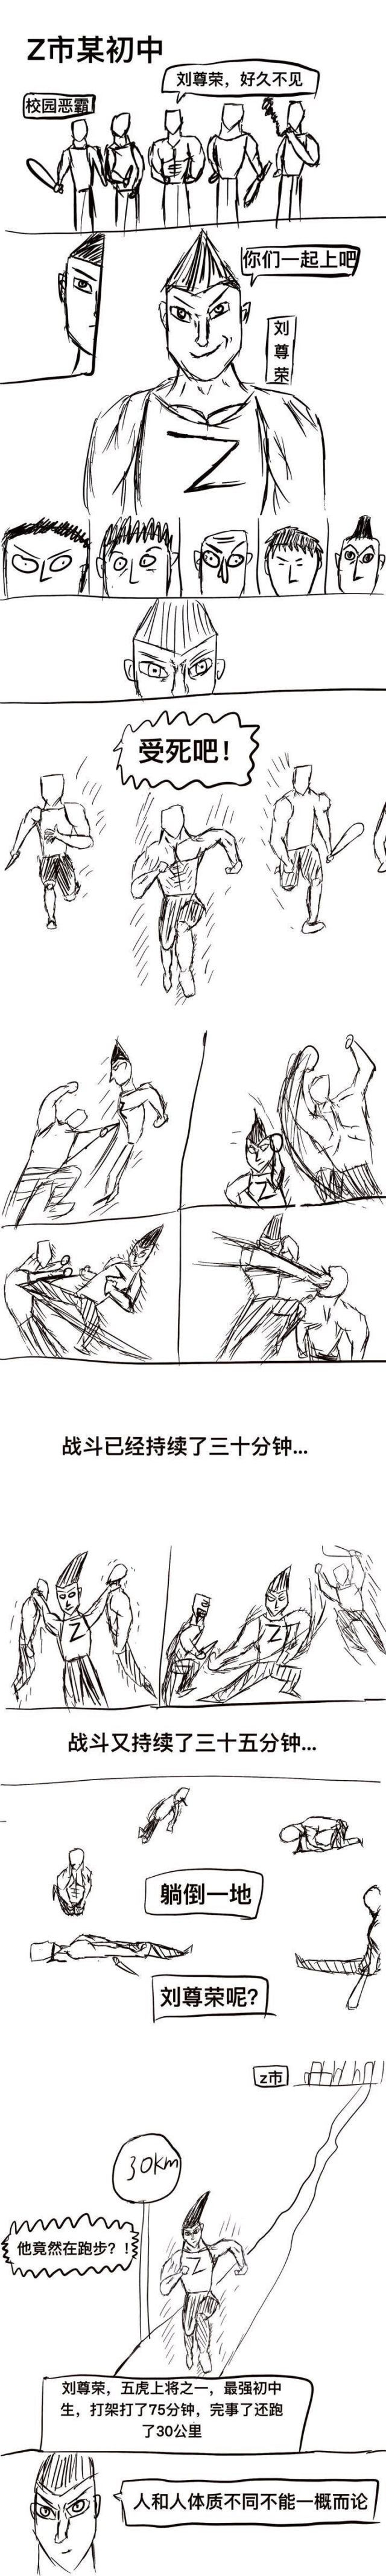 Z市某初中
刘尊荣，好久不见
校园恶霸
你们一起上吧
刘
尊
荣
Z
受死吧！
Z
Z
战斗已经持续了三十分钟...
Z
Z
战斗又持续了三十五分钟...
躺倒一地
刘尊荣呢？
z市
30km
他竟然在跑步？！
Z
刘尊荣，五虎上将之一，最强初中
生，打架打了75分钟，完事了还跑
了30公里
人和人体质不同不能一概而论